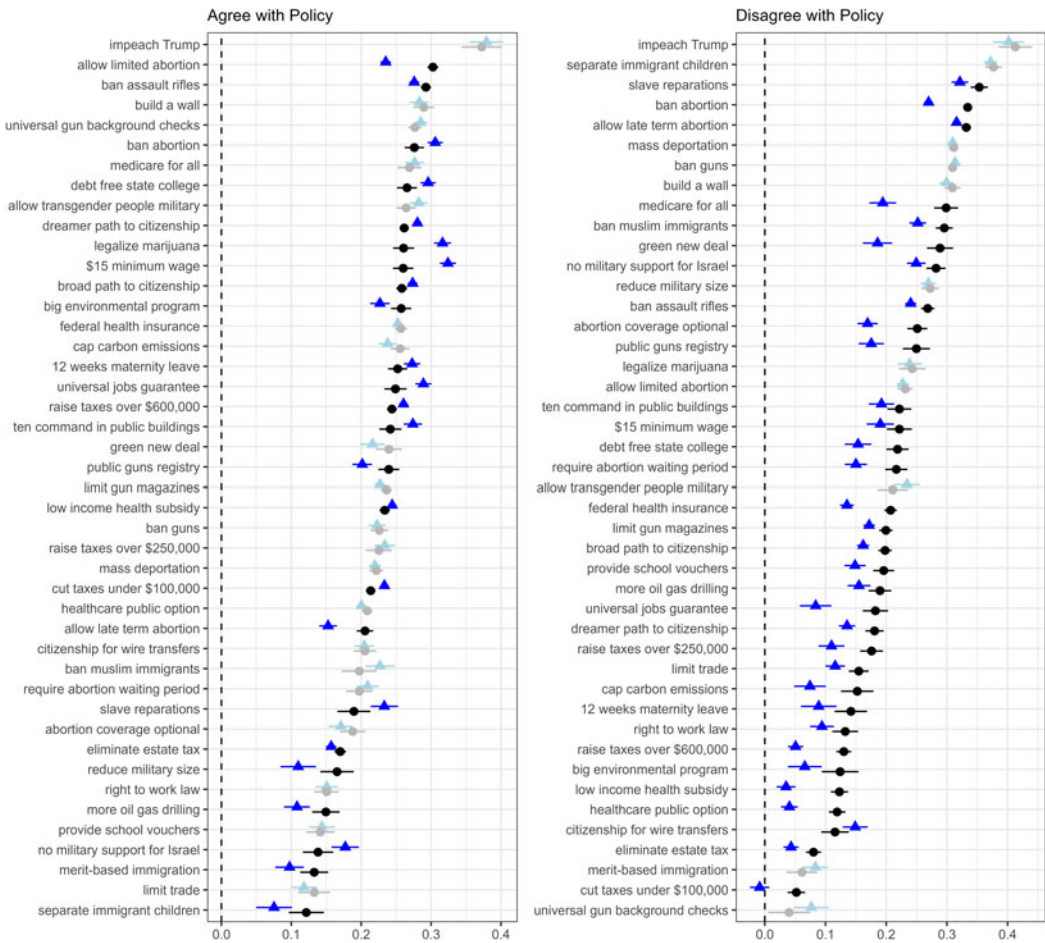 Agree with Policy
impeach Trump
allow limited abortion
ban assault rifles
build a wall
universal gun background checks
ban abortion
medicare for all
debt free state college
allow transgender people military
dreamer path to citizenship
legalize marijuana
$15 minimum wage
broad path to citizenship
big environmental program
federal health insurance
cap carbon emissions
12 weeks maternity leave
universal jobs guarantee
raise taxes over $600,000
ten command in public buildings
green new deal
public guns registry
limit gun magazines
low income health subsidy
ban guns
raise taxes over $250,000
mass deportation
cut taxes under $100,000
healthcare public option
allow late term abortion
citizenship for wire transfers
ban muslim immigrants
require abortion waiting period
slave reparations
abortion coverage optional
eliminate estate tax
reduce military size
right to work law
more oil gas drilling
provide school vouchers
no military support for Israel
merit-based immigration
limit trade
separate immigrant children
0.0 0.1 0.2 0.3 0.4
Disagree with Policy
impeach Trump
separate immigrant children
slave reparations
ban abortion
allow late term abortion
mass deportation
ban guns
build a wall
medicare for all
ban muslim immigrants
green new deal
no military support for Israel
reduce military size
ban assault rifles
abortion coverage optional
public guns registry
legalize marijuana
allow limited abortion
ten command in public buildings
$15 minimum wage
debt free state college
require abortion waiting period
allow transgender people military
federal health insurance
limit gun magazines
broad path to citizenship
provide school vouchers
more oil gas drilling
universal jobs guarantee
dreamer path to citizenship
raise taxes over $250,000
limit trade
cap carbon emissions
12 weeks maternity leave
right to work law
raise taxes over $600,000
big environmental program
low income health subsidy
healthcare public option
citizenship for wire transfers
eliminate estate tax
merit-based immigration
cut taxes under $100,000
universal gun background checks
0.0 0.1 0.2 0.3 0.4